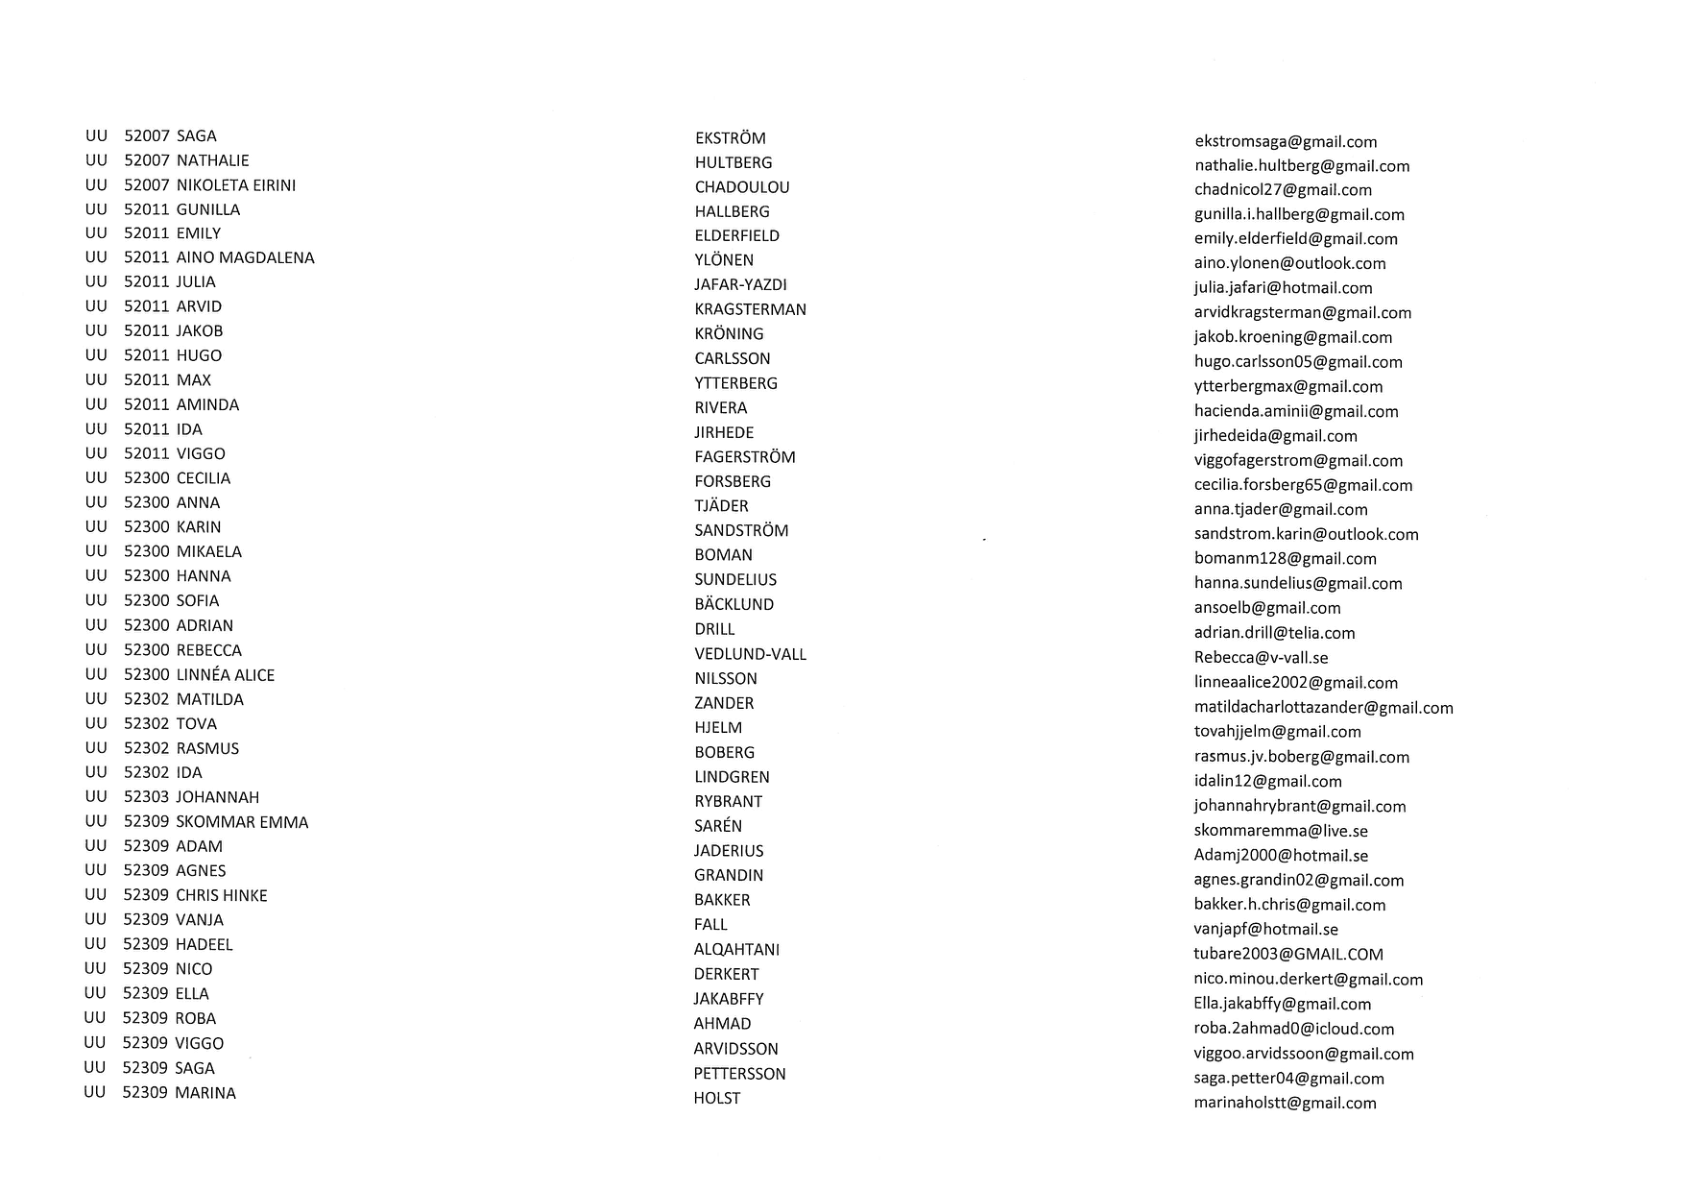 UU 52007 SAGA EKSTRÖM ekstromsaga@gmail.com
UU 52007 NATHALIE HULTBERG nathalie.hultberg@gmail.com
UU 52007 NIKOLETA EIRINI CHADOULOU chadnicol27@gmail.com
UU 52011 GUNILLA HALLBERG gunilla.i.hallberg@gmail.com
UU 52011 EMILY ELDERFIELD emily.elderfield@gmail.com
UU 52011 AINO MAGDALENA YLÖNEN aino.ylonen@outlook.com
UU 52011 JULIA JAFAR-YAZDI julia.jafari@hotmail.com
UU 52011 ARVID KRAGSTERMAN arvidkragsterman@gmail.com
UU 52011 JAKOB KRÖNING jakob.kroening@gmail.com
UU 52011 HUGO CARLSSON hugo.carlsson05@gmail.com
UU 52011 MAX YTTERBERG ytterbergmax@gmail.com
UU 52011 AMINDA RIVERA hacienda.aminii@gmail.com
UU 52011 IDA JIRHEDE jirhedeida@gmail.com
UU 52011 VIGGO FAGERSTRÖM viggofagerstrom@gmail.com
UU 52300 CECILIA FORSBERG cecilia.forsberg65@gmail.com
UU 52300 ANNA TJÄDER anna.tjader@gmail.com
UU 52300 KARIN SANDSTRÖM sandstrom.karin@outlook.com
UU 52300 MIKAELA BOMAN bomanm128@gmail.com
UU 52300 HANNA SUNDELIUS hanna.sundelius@gmail.com
UU 52300 SOFIA BÄCKLUND ansoelb@gmail.com
UU 52300 ADRIAN DRILL adrian.drill@telia.com
UU 52300 REBECCA VEDLUND-VALL Rebecca@v-vall.se
UU 52300 LINNÉA ALICE NILSSON linneaalice2002@gmail.com
UU 52302 MATILDA ZANDER matildacharlottazander@gmail.com
UU 52302 TOVA HJELM tovahjjelm@gmail.com
UU 52302 RASMUS BOBERG rasmus.jv.boberg@gmail.com
UU 52302 IDA LINDGREN idalin12@gmail.com
UU 52303 JOHANNAH RYBRANT johannahrybrant@gmail.com
UU 52309 SKOMMAR EMMA SARÉN skommaremma@live.se
UU 52309 ADAM JADERIUS Adamj2000@hotmail.se
UU 52309 AGNES GRANDIN agnes.grandin02@gmail.com
UU 52309 CHRIS HINKE BAKKER bakker.h.chris@gmail.com
UU 52309 VANJA FALL vanjapf@hotmail.se
UU 52309 HADEEL ALQAHTANI tubare2003@GMAIL.COM
UU 52309 NICO DERKERT nico.minou.derkert@gmail.com
UU 52309 ELLA JAKABFFY Ella.jakabffy@gmail.com
UU 52309 ROBA AHMAD roba.2ahmad0@icloud.com
UU 52309 VIGGO ARVIDSSON viggoo.arvidssoon@gmail.com
UU 52309 SAGA PETTERSSON saga.petter04@gmail.com
UU 52309 MARINA HOLST marinaholstt@gmail.com